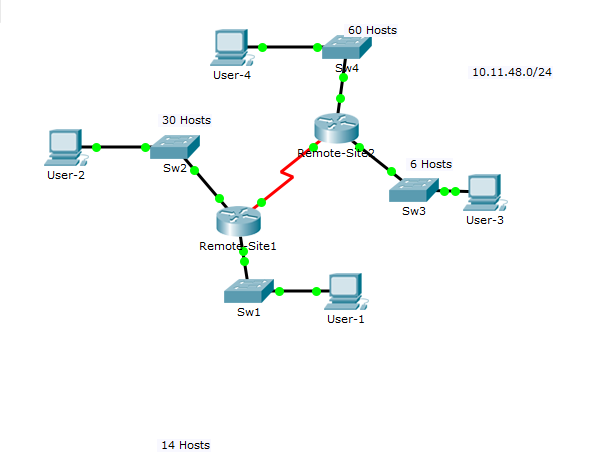 60 Hosts
User-4
Sw4
10.11.48.0/24
30 Hosts
Remote-Site2
6 Hosts
User-2
Sw2
Sw3
User-3
Remote-Site1
Sw1
User-1
14 Hosts